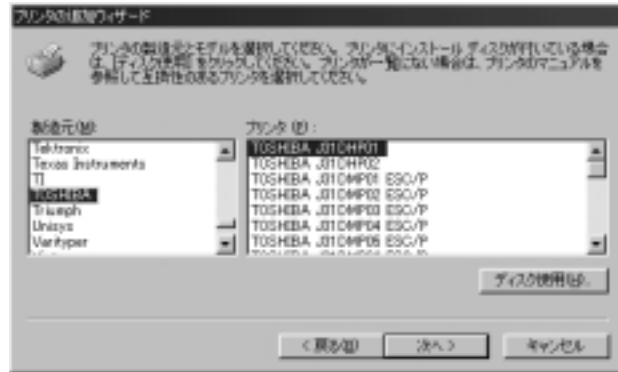 プリンタの追加ウィザード
プリンタの製造元とモデルを選択してください。プリンタにインストール ディスクが付いている場合
は、[ディスク使用] をクリックしてください。プリンタが一覧にない場合は、プリンタのマニュアルを
参照して互換性のあるプリンタを選択してください。
製造元(M):
プリンタ(P):
Tektronix
Texas Instruments
TI
TOSHIBA
Triumph
Unisys
Varityper
TOSHIBA J31DHP01
TOSHIBA J31DHP02
TOSHIBA J31DMP01 ESC/P
TOSHIBA J31DMP02 ESC/P
TOSHIBA J31DMP03 ESC/P
TOSHIBA J31DMP04 ESC/P
TOSHIBA J31DMP05 ESC/P
ディスク使用(H)...
< 戻る(B)
次へ >
キャンセル